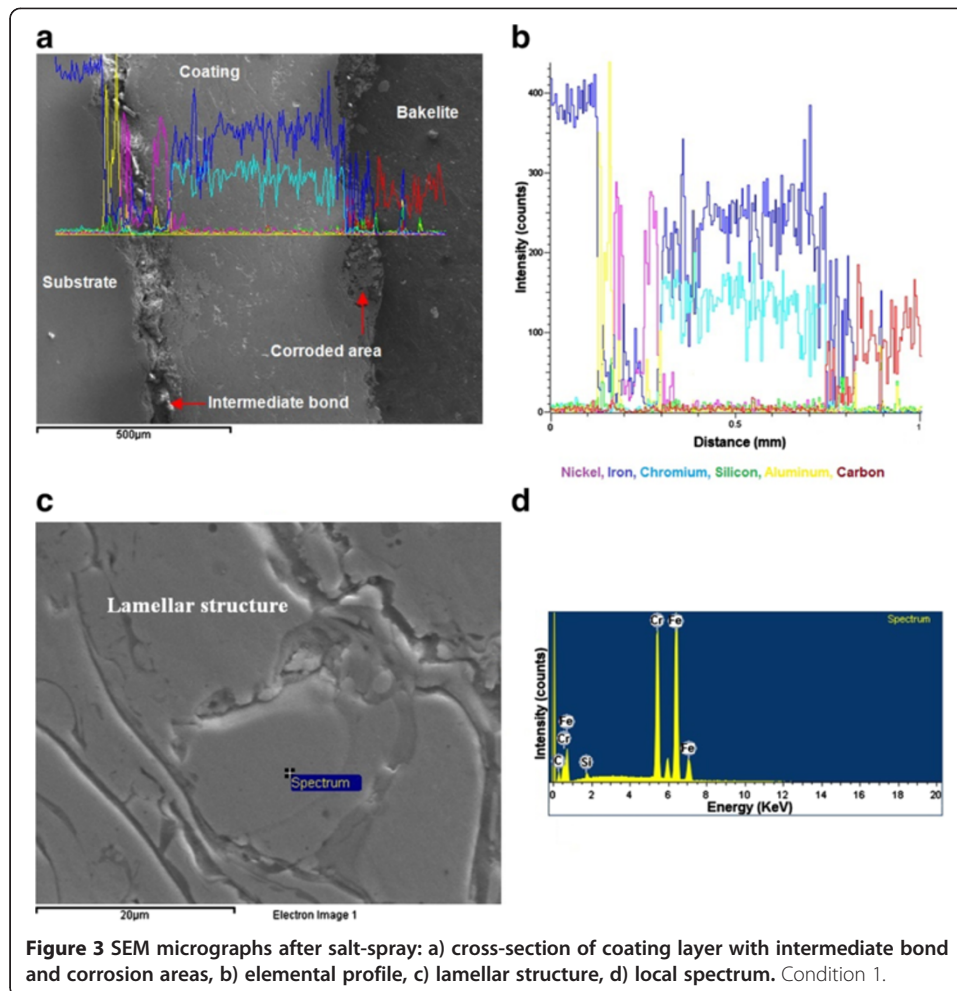 a
Coating
Bakelite
Substrate
Corroded area
Intermediate bond
500µm
b
Intensity (counts)
400
300
200
100
0
0 0.5 1
Distance (mm)
Nickel, Iron, Chromium, Silicon, Aluminum, Carbon
c
Lamellar structure
Spectrum
20µm
Electron Image 1
d
Spectrum
Intensity (counts)
Cr Fe
Fe
Cr
C Si Fe
0 2 4 6 8 10 12 14 16 18 20
Energy (KeV)
Figure 3 SEM micrographs after salt-spray: a) cross-section of coating layer with intermediate bond
and corrosion areas, b) elemental profile, c) lamellar structure, d) local spectrum. Condition 1.